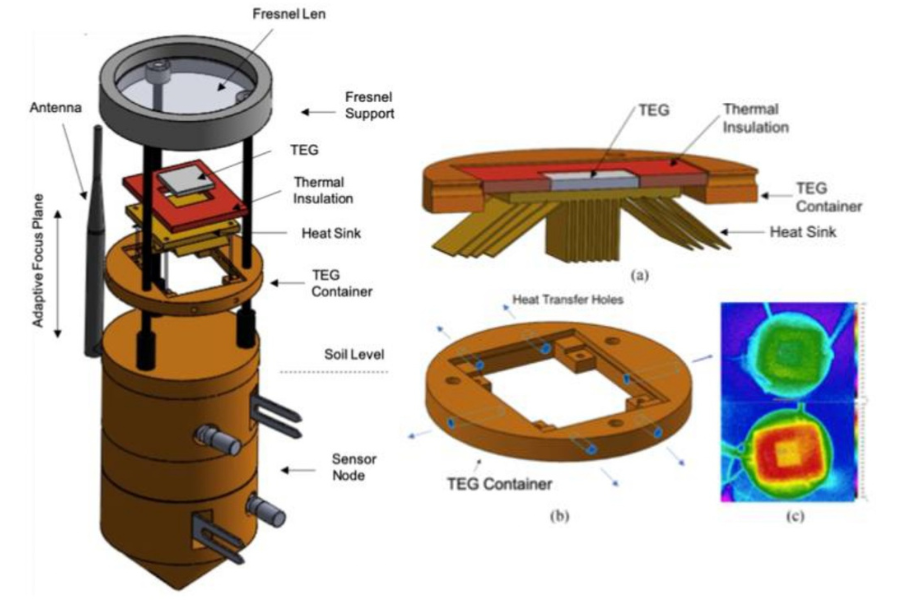 Fresnel Len
Antenna
Fresnel
Support
TEG
Thermal
Insulation
Adaptive Focus Plane
Heat Sink
TEG
Container
Soil Level
Sensor
Node
TEG
Thermal
Insulation
TEG
Container
Heat Sink
(a)
Heat Transfer Holes
TEG Container
(b)
(c)